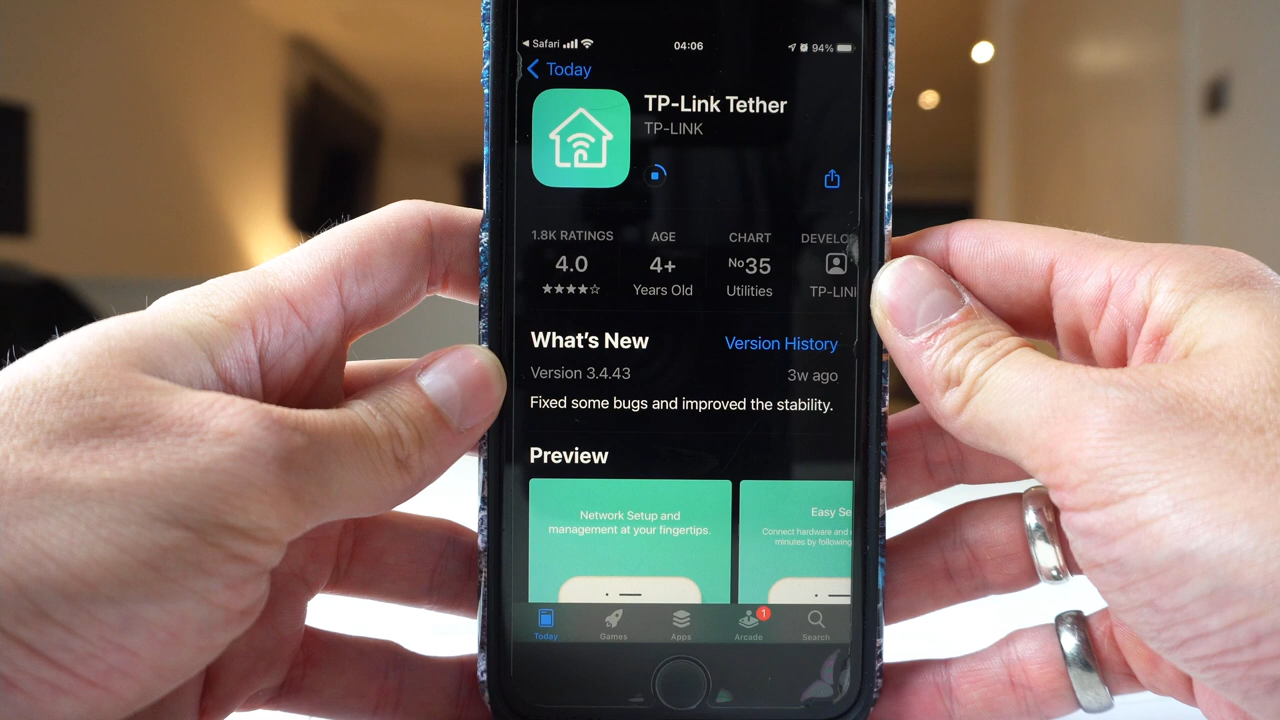 Safari 04:06 94%
Today
TP-Link Tether
TP-LINK
1.8K RATINGS AGE CHART DEVELOP
4.0 4+ No35
Years Old Utilities TP-LINK
What's New Version History
Version 3.4.43 3w ago
Fixed some bugs and improved the stability.
Preview
Network Setup and
management at your fingertips.
Easy Se
Connect hardware and
minutes by following
1
Today Games Apps Arcade Search